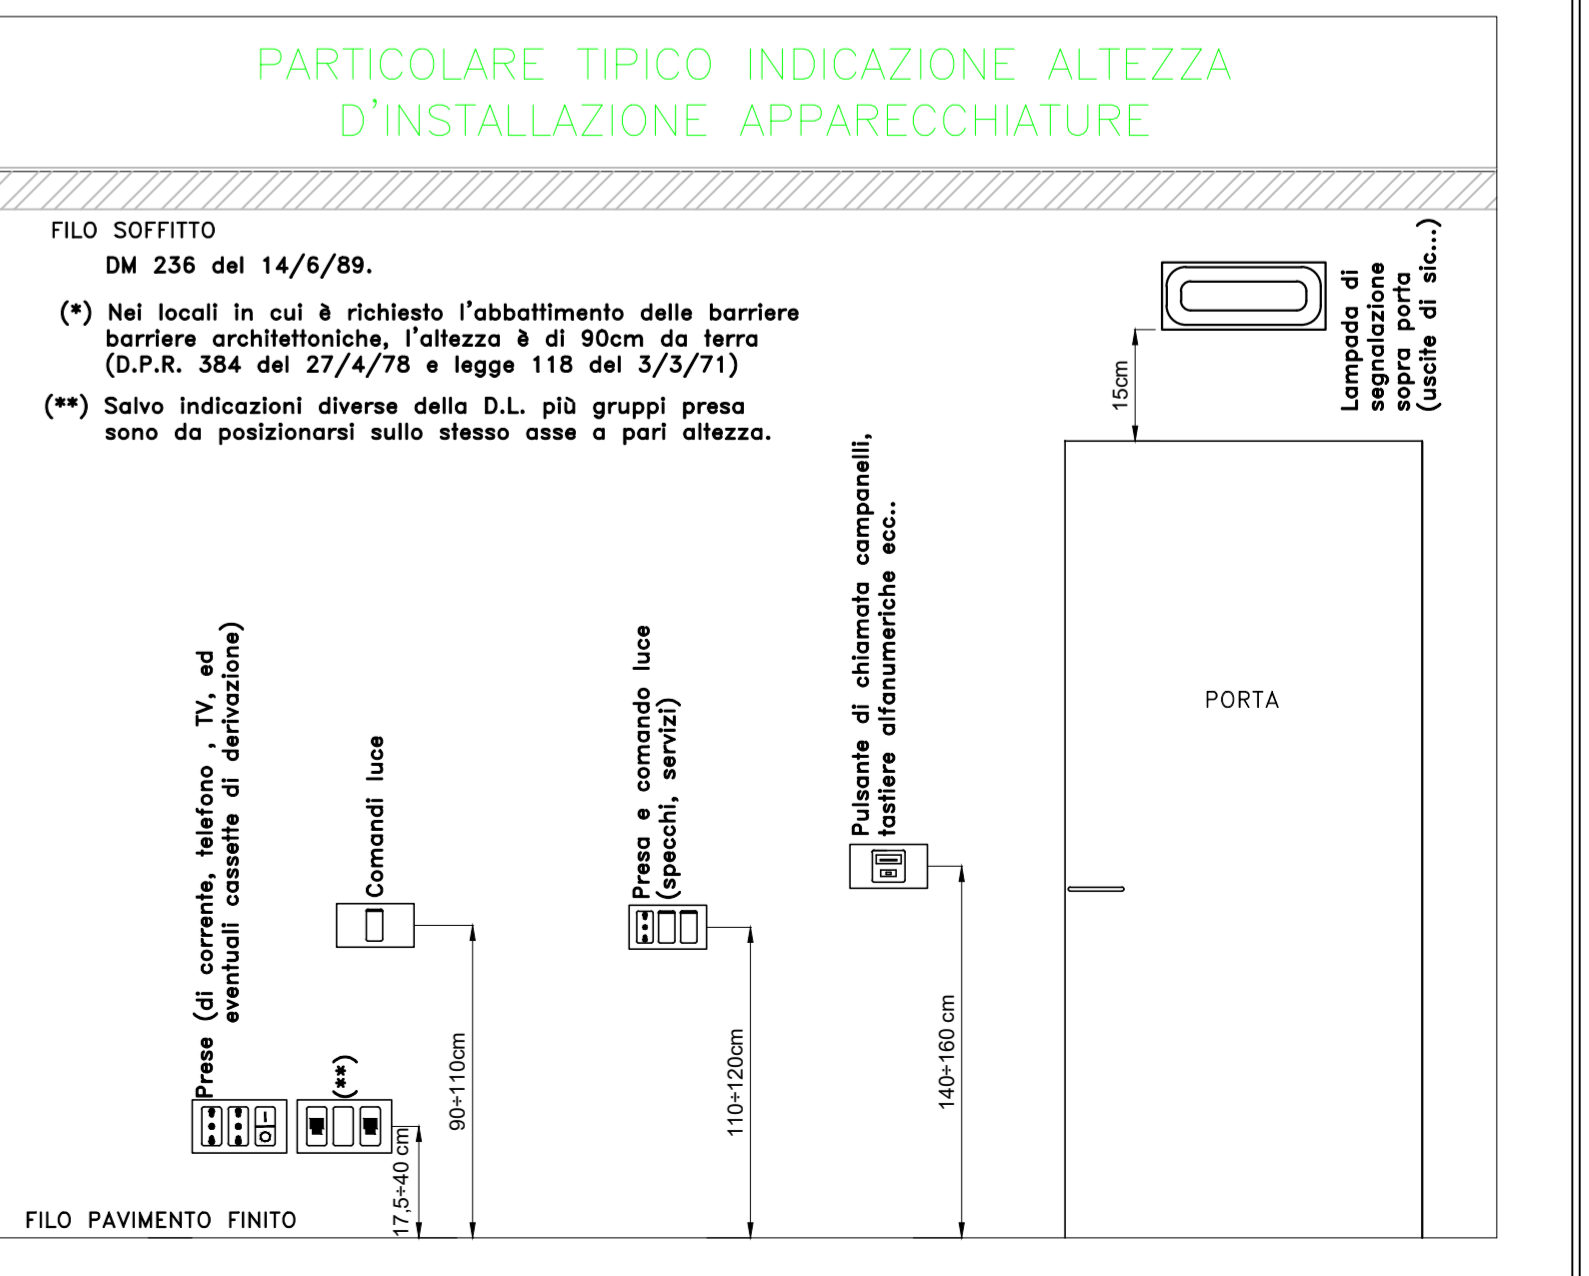 PARTICOLARE TIPICO INDICAZIONE ALTEZZA
D'INSTALLAZIONE APPARECCHIATURE
FILO SOFFITTO
DM 236 del 14/6/89.
(*) Nei locali in cui è richiesto l'abbattimento delle barriere
barriere architettoniche, l'altezza è di 90cm da terra
(D.P.R. 384 del 27/4/78 e legge 118 del 3/3/71)
(**) Salvo indicazioni diverse della D.L. più gruppi presa
sono da posizionarsi sullo stesso asse a pari altezza.
Lampada di
segnalazione
sopra porta
(uscite di sic...)
15cm
Prese (di corrente, telefono , TV, ed
eventuali cassette di derivazione)
(**)
17,5÷40 cm
Comandi luce
90÷110cm
Presa e comando luce
(specchi, servizi)
110÷120cm
Pulsante di chiamata campanelli,
tastiere alfanumeriche ecc..
140÷160 cm
PORTA
FILO PAVIMENTO FINITO